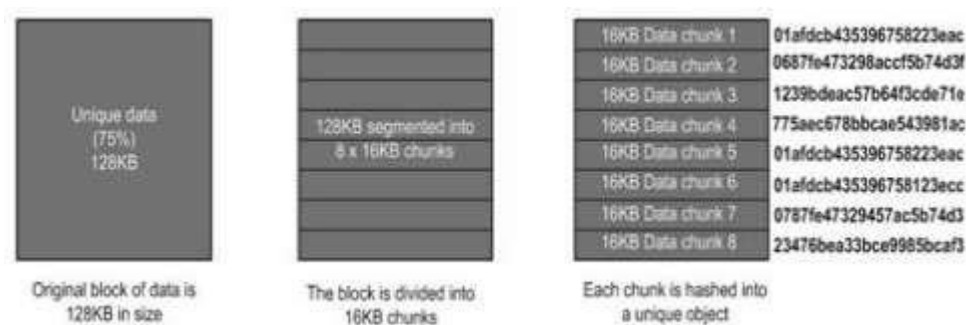 Unique data
(75%)
128KB
Original block of data is
128KB in size
128KB segmented into
8 x 16KB chunks
The block is divided into
16KB chunks
16KB Data chunk 1 01afdcb435396758223eac
16KB Data chunk 2 0687fe473298accf5b74d3f
16KB Data chunk 3 1239bdeac57b64f3cde71e
16KB Data chunk 4 775aec678bbcae543981ac
16KB Data chunk 5 01afdcb435396758223eac
16KB Data chunk 6 01afdcb435396758123ecc
16KB Data chunk 7 0787fe47329457ac5b74d3
16KB Data chunk 8 23476bea33bce9985bcaf3
Each chunk is hashed into
a unique object